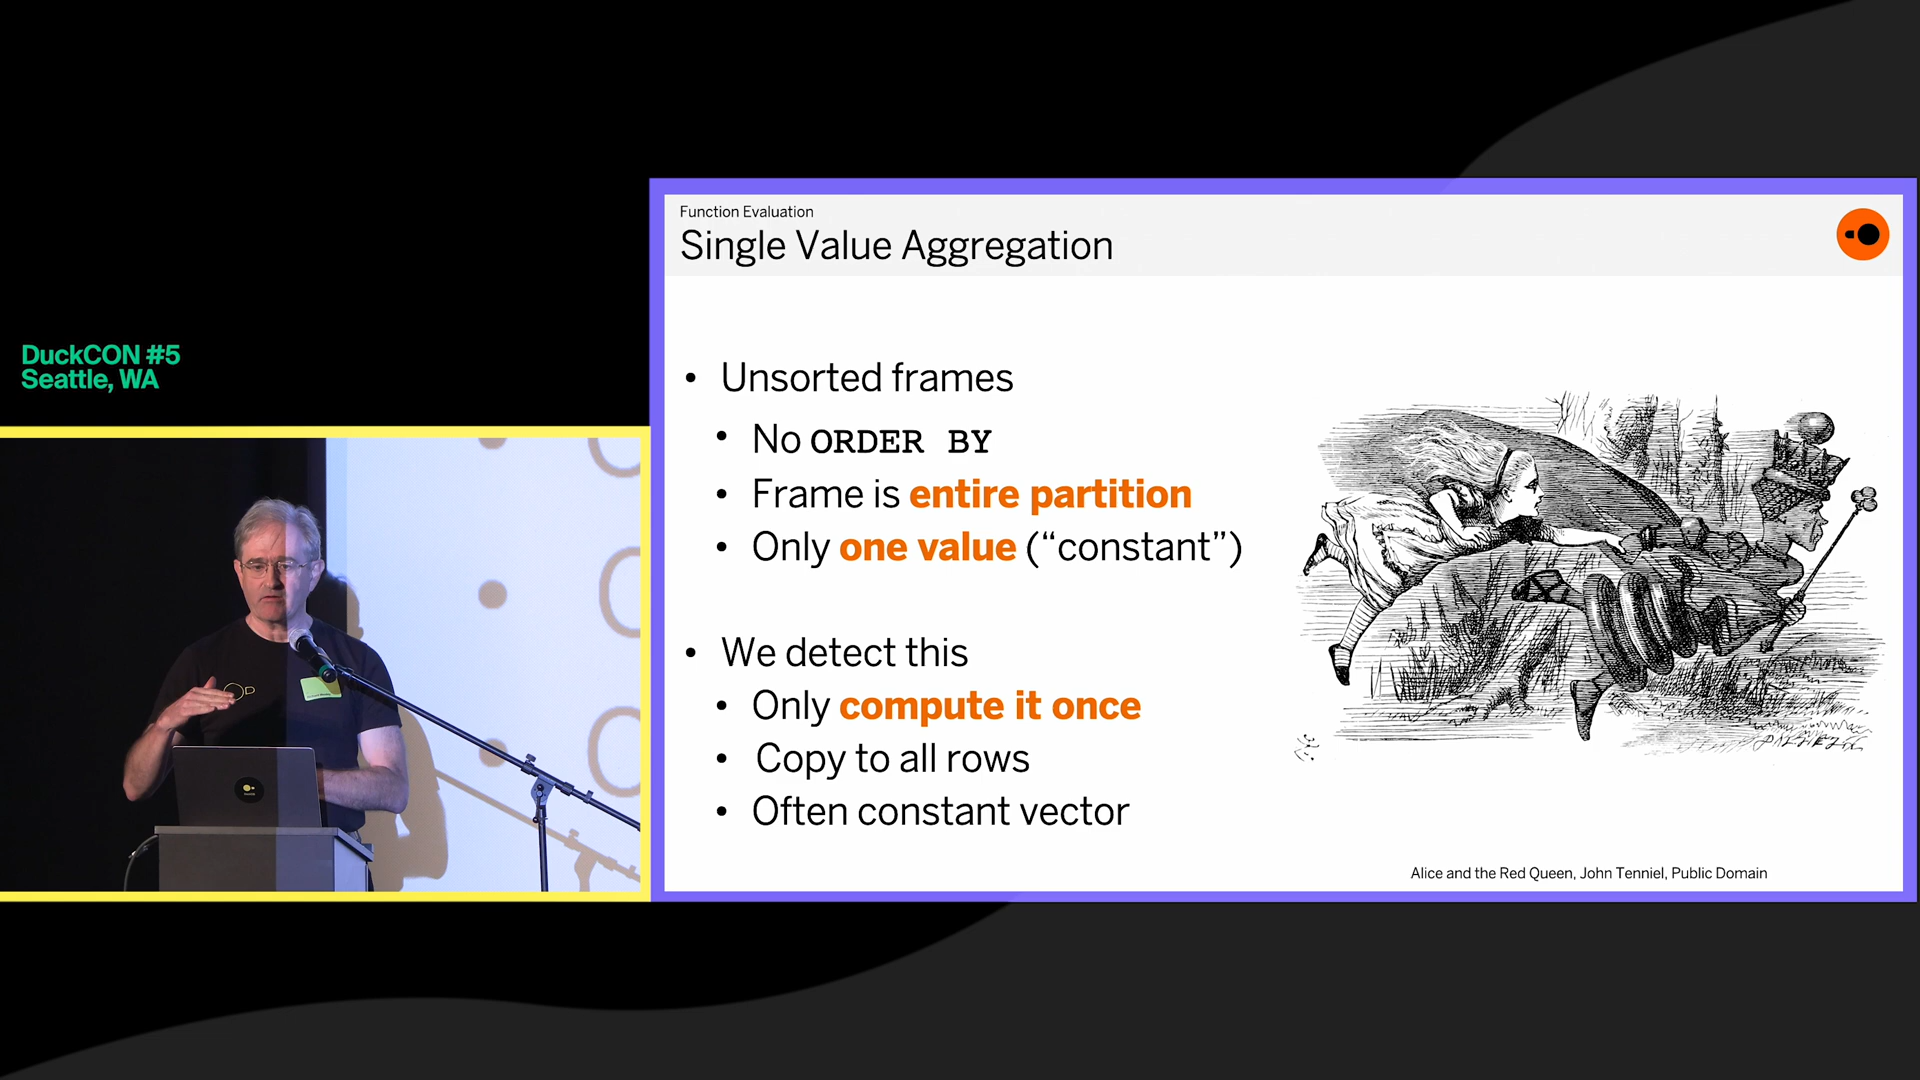 DuckCON #5
Seattle, WA
Function Evaluation
Single Value Aggregation
• Unsorted frames
• No ORDER BY
• Frame is entire partition
• Only one value (“constant”)
• We detect this
• Only compute it once
• Copy to all rows
• Often constant vector
Alice and the Red Queen, John Tenniel, Public Domain